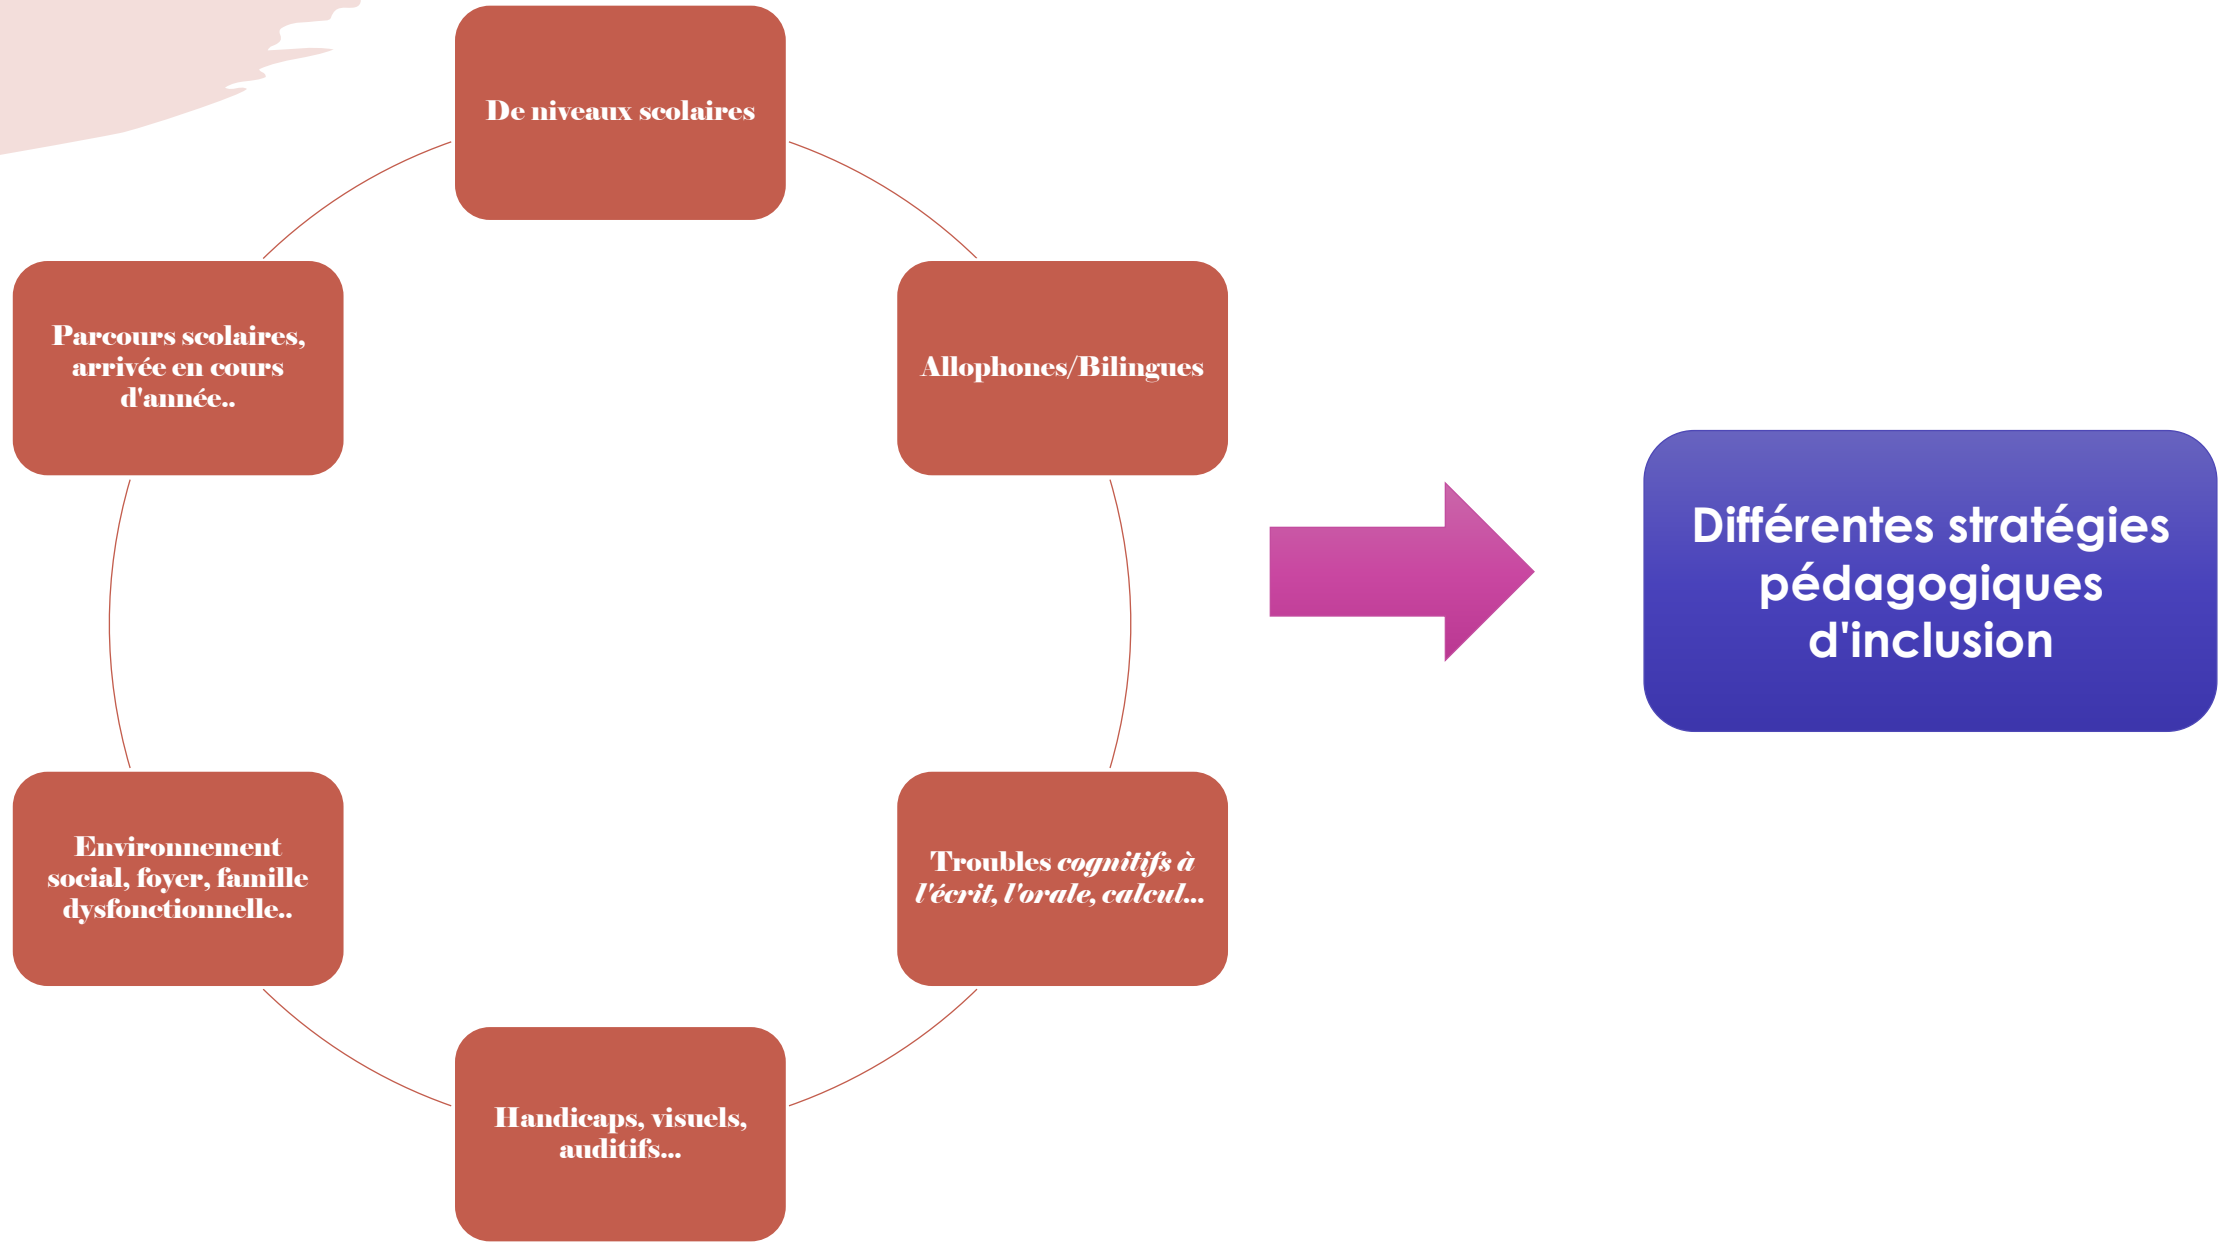 De niveaux scolaires
Allophones/Bilingues
Troubles cognitifs à
l'écrit, l'orale, calcul...
Handicaps, visuels,
auditifs...
Environnement
social, foyer, famille
dysfonctionnelle..
Parcours scolaires,
arrivée en cours
d'année..
Différentes stratégies
pédagogiques
d'inclusion